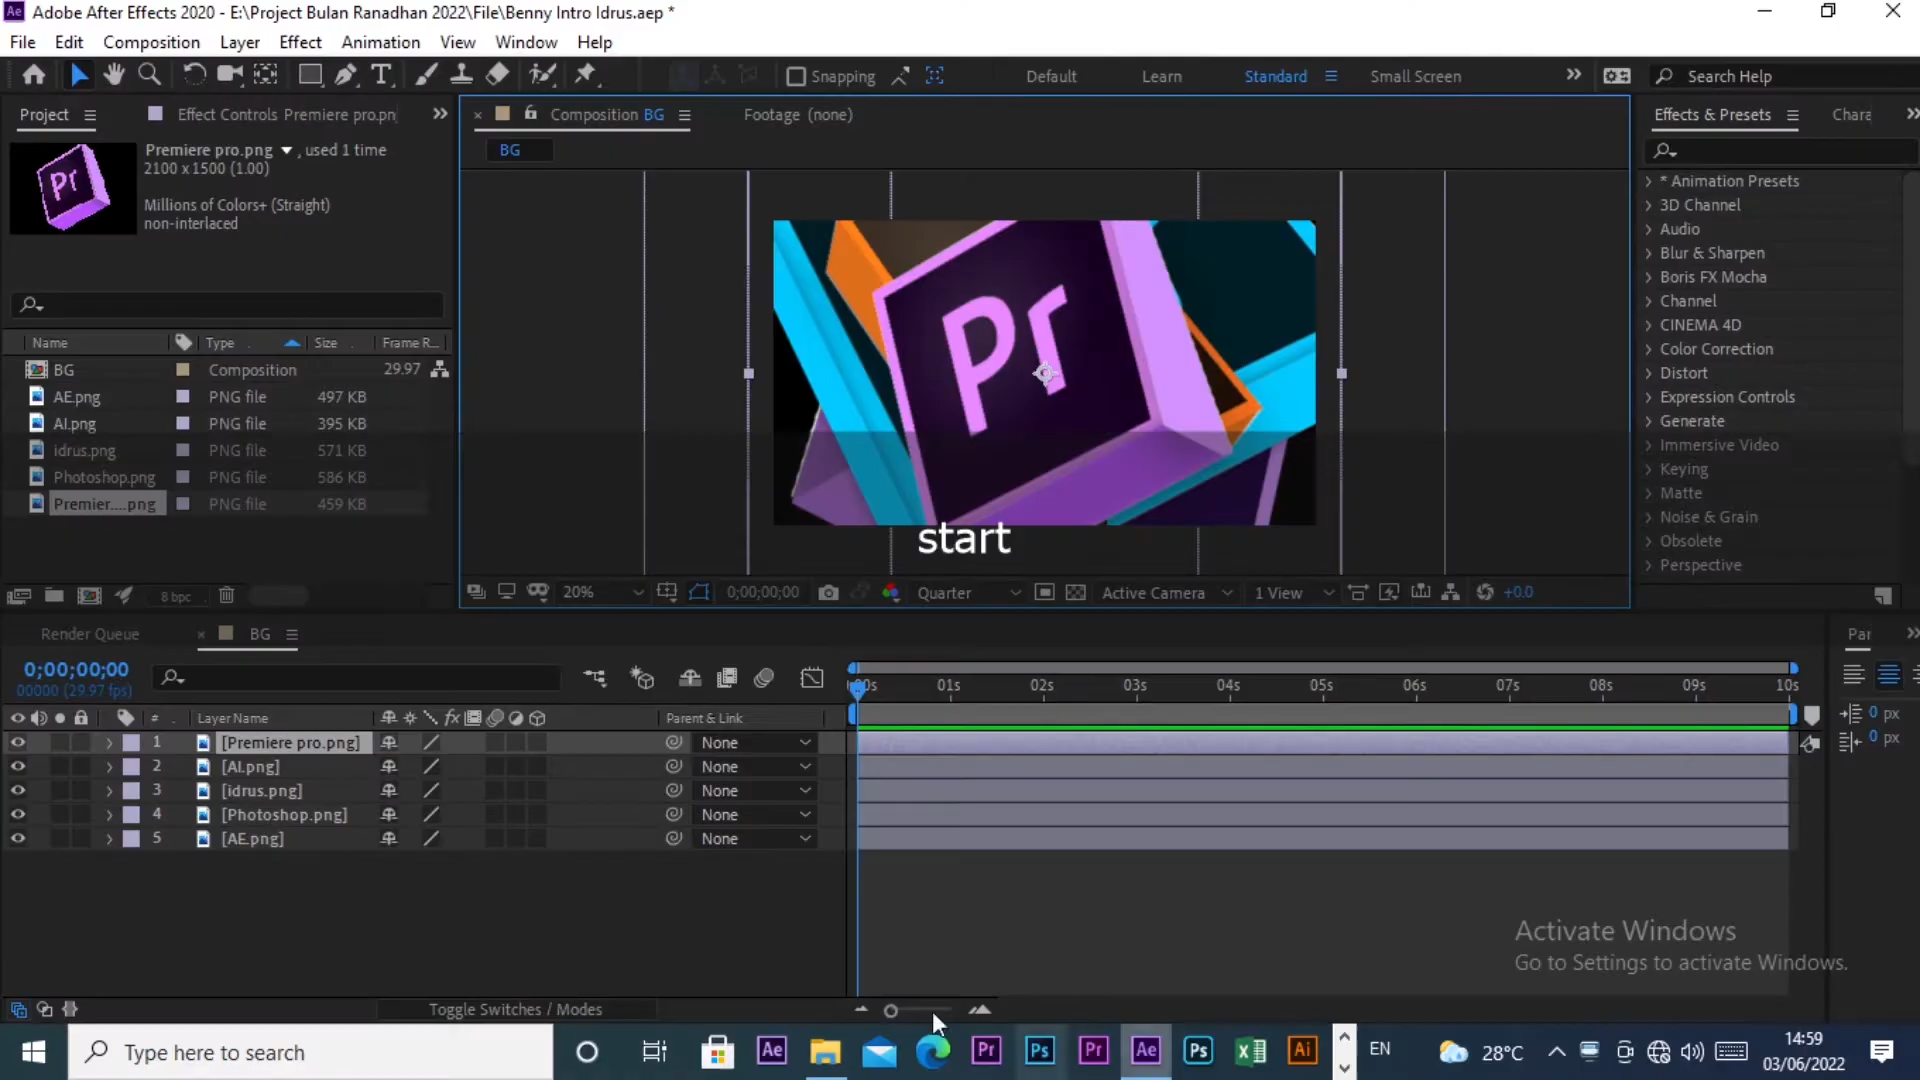 Adobe After Effects 2020 - E:\Project Bulan Ranadhan 2022\File\Benny Intro Idrus.aep *
File Edit Composition Layer Effect Animation View Window Help
Snapping Default Learn Standard Small Screen Search Help
Project Effect Controls Premiere pro.pn
Composition BG Footage (none)
Effects & Presets Chara
BG
Premiere pro.png , used 1 time
2100 x 1500 (1.00)
Millions of Colors+ (Straight)
non-interlaced
Pr
Pr
Name Type Size Frame R...
BG Composition 29.97
AE.png PNG file 497 KB
AI.png PNG file 395 KB
idrus.png PNG file 571 KB
Photoshop.png PNG file 586 KB
Premier....png PNG file 459 KB
8 bpc
* Animation Presets
3D Channel
Audio
Blur & Sharpen
Boris FX Mocha
Channel
CINEMA 4D
Color Correction
Distort
Expression Controls
Generate
Immersive Video
Keying
Matte
Noise & Grain
Obsolete
Perspective
start
20% 0;00;00;00 Quarter Active Camera 1 View +0.0
Render Queue BG Par
0;00;00;00
00000 (29.97 fps)
00s 01s 02s 03s 04s 05s 06s 07s 08s 09s 10s
# Layer Name fx Parent & Link
0 px
0 px
1 [Premiere pro.png] None
2 [AI.png] None
3 [idrus.png] None
4 [Photoshop.png] None
5 [AE.png] None
Activate Windows
Go to Settings to activate Windows.
Toggle Switches / Modes
Type here to search
Ae Pr Ps Pr Ae Ps Ai
EN
28°C
14:59
03/06/2022